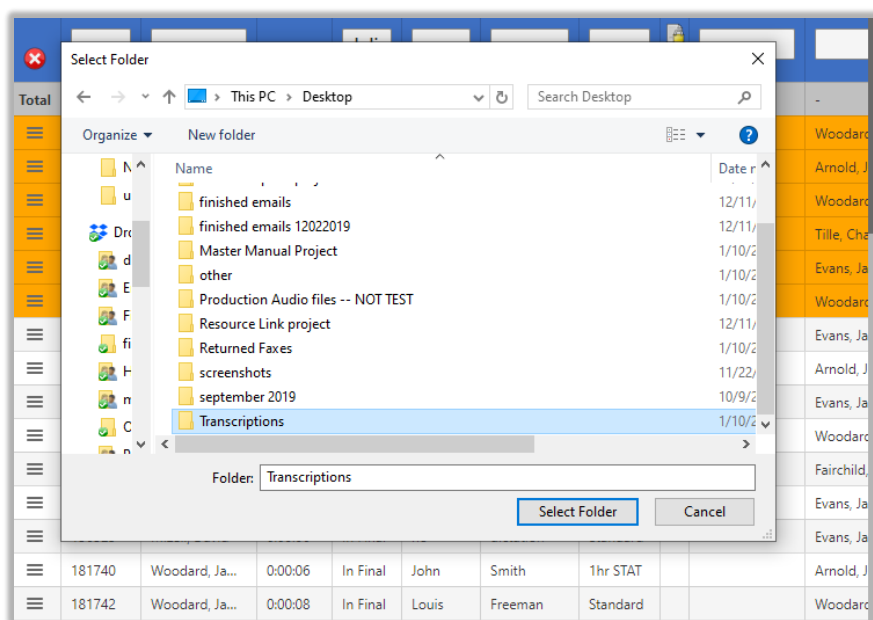 Select Folder
Total
This PC > Desktop
Search Desktop
-
Organize
New folder
Name
Date
Woodard
Arnold, J
Woodard
Tille, Cha
Evans, Ja
Woodard
Evans, Ja
Arnold, J
Evans, Ja
Woodard
Fairchild,
Evans, Ja
Evans, Ja
finished emails 12/11/
finished emails 12022019 12/11/
Master Manual Project 1/10/2
other 1/10/2
Production Audio files -- NOT TEST 1/10/2
Resource Link project 12/11/
Returned Faxes 1/10/2
screenshots 11/22/
september 2019 10/9/2
Transcriptions 1/10/2
Folder: Transcriptions
Select Folder
Cancel
181740 Woodard, Ja... 0:00:06 In Final John Smith 1hr STAT Arnold, J
181742 Woodard, Ja... 0:00:08 In Final Louis Freeman Standard Woodard